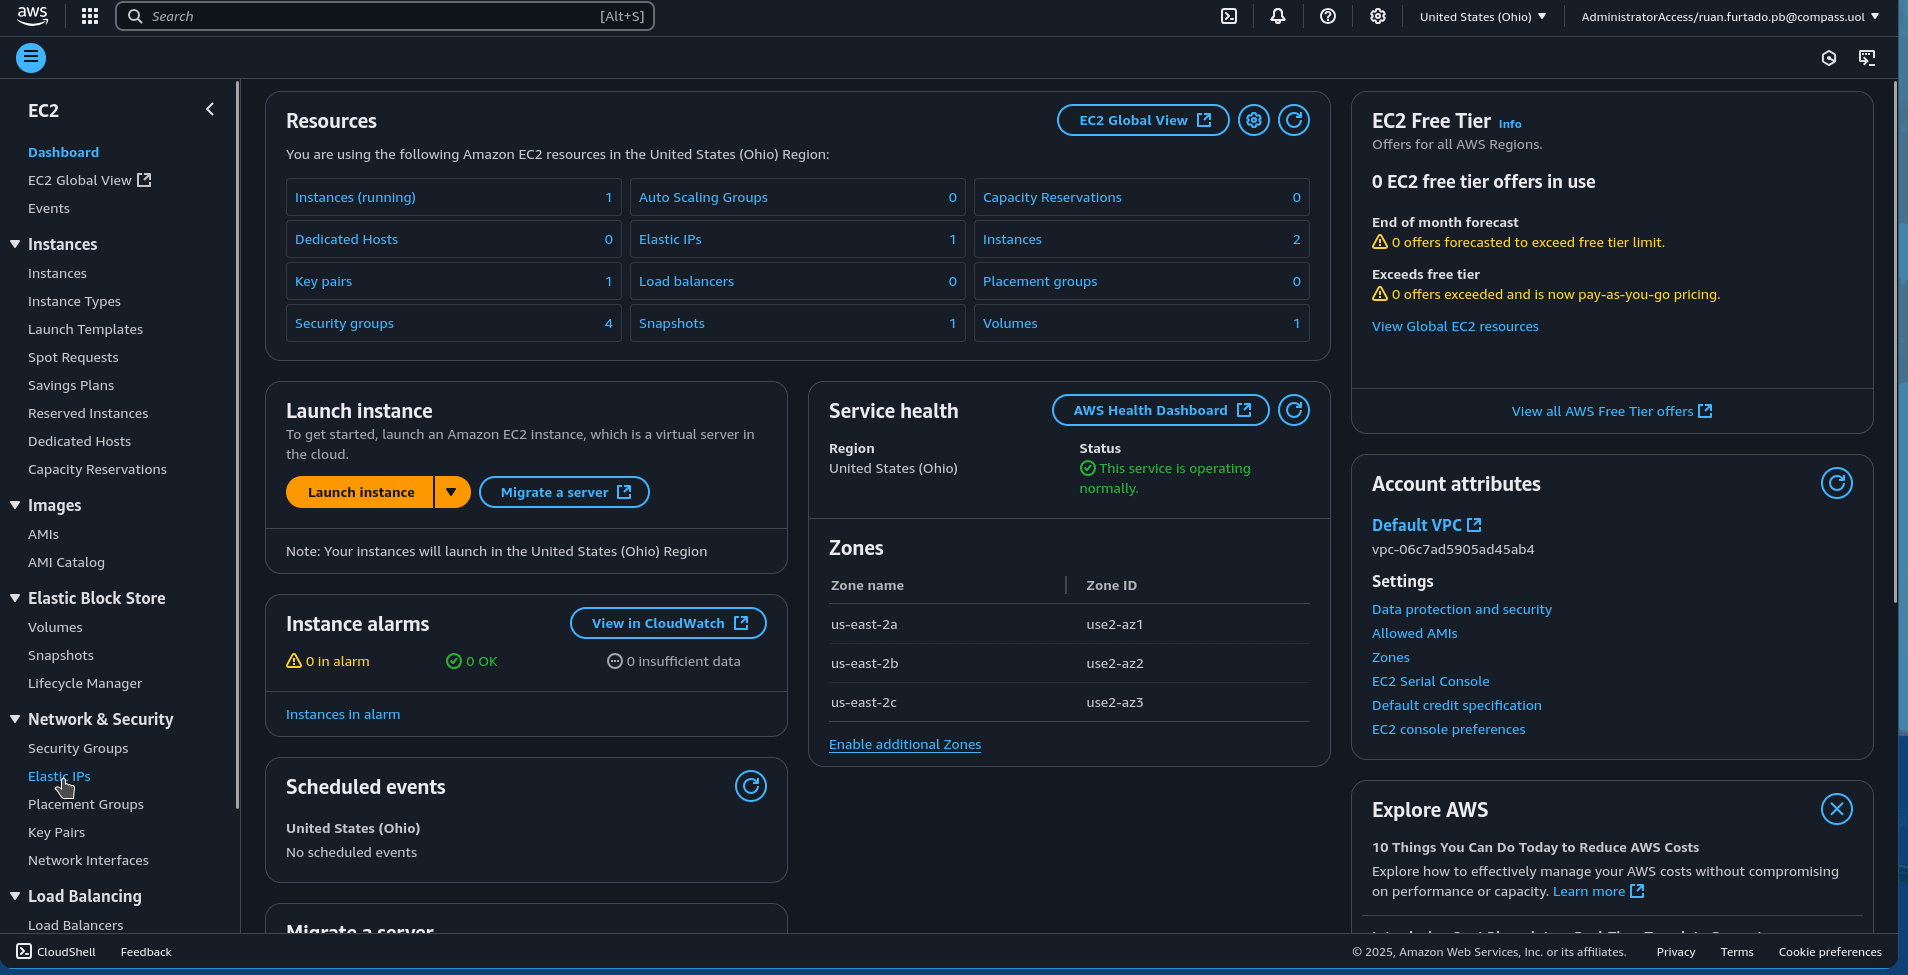 aws
Search [Alt+S]
United States (Ohio)
AdministratorAccess/ruan.furtado.pb@compass.uol
EC2
Dashboard
EC2 Global View
Events
Instances
Instances
Instance Types
Launch Templates
Spot Requests
Savings Plans
Reserved Instances
Dedicated Hosts
Capacity Reservations
Images
AMIs
AMI Catalog
Elastic Block Store
Volumes
Snapshots
Lifecycle Manager
Network & Security
Security Groups
Elastic IPs
Placement Groups
Key Pairs
Network Interfaces
Load Balancing
Load Balancers
Resources
EC2 Global View
You are using the following Amazon EC2 resources in the United States (Ohio) Region:
Instances (running) 1
Auto Scaling Groups 0
Capacity Reservations 0
Dedicated Hosts 0
Elastic IPs 1
Instances 2
Key pairs 1
Load balancers 0
Placement groups 0
Security groups 4
Snapshots 1
Volumes 1
Launch instance
To get started, launch an Amazon EC2 instance, which is a virtual server in
the cloud.
Launch instance
Migrate a server
Note: Your instances will launch in the United States (Ohio) Region
Instance alarms
View in CloudWatch
0 in alarm
0 OK
0 insufficient data
Instances in alarm
Scheduled events
United States (Ohio)
No scheduled events
Migrate a server
Service health
AWS Health Dashboard
Region
United States (Ohio)
Status
This service is operating
normally.
Zones
Zone name Zone ID
us-east-2a use2-az1
us-east-2b use2-az2
us-east-2c use2-az3
Enable additional Zones
EC2 Free Tier Info
Offers for all AWS Regions.
0 EC2 free tier offers in use
End of month forecast
0 offers forecasted to exceed free tier limit.
Exceeds free tier
0 offers exceeded and is now pay-as-you-go pricing.
View Global EC2 resources
View all AWS Free Tier offers
Account attributes
Default VPC
vpc-06c7ad5905ad45ab4
Settings
Data protection and security
Allowed AMIs
Zones
EC2 Serial Console
Default credit specification
EC2 console preferences
Explore AWS
10 Things You Can Do Today to Reduce AWS Costs
Explore how to effectively manage your AWS costs without compromising
on performance or capacity. Learn more
CloudShell
Feedback
© 2025, Amazon Web Services, Inc. or its affiliates.
Privacy
Terms
Cookie preferences